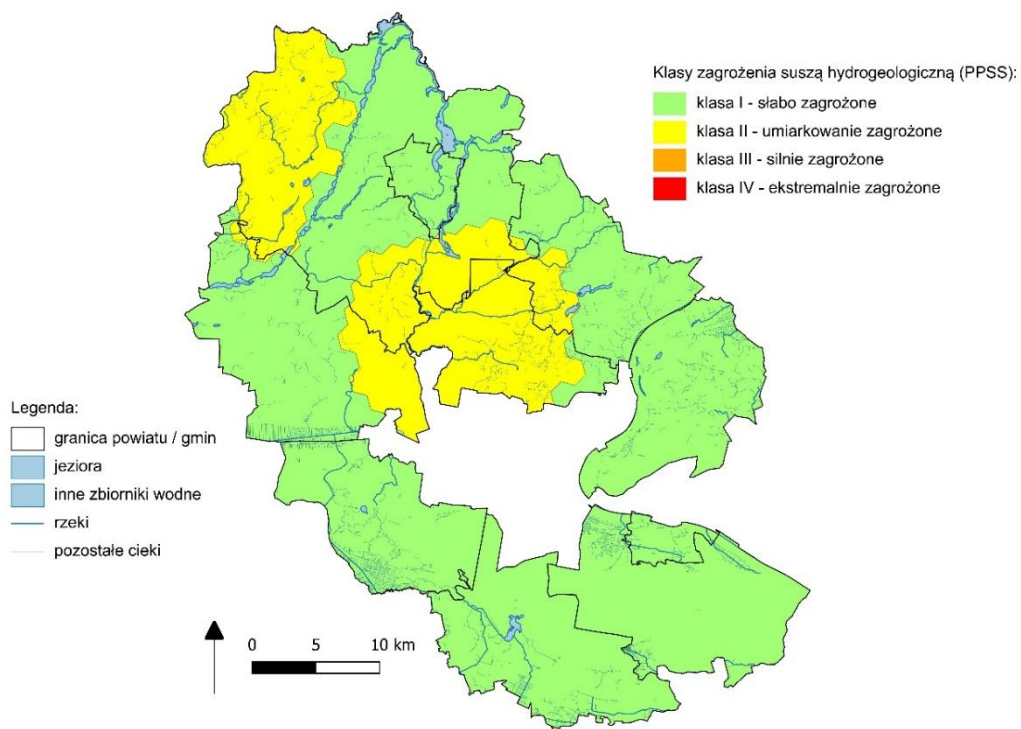 Klasy zagrożenia suszą hydrogeologiczną (PPSS):
klasa I - słabo zagrożone
klasa II - umiarkowanie zagrożone
klasa III - silnie zagrożone
klasa IV - ekstremalnie zagrożone
Legenda:
granica powiatu / gmin
jeziora
inne zbiorniki wodne
rzeki
pozostałe cieki
0 5 10 km